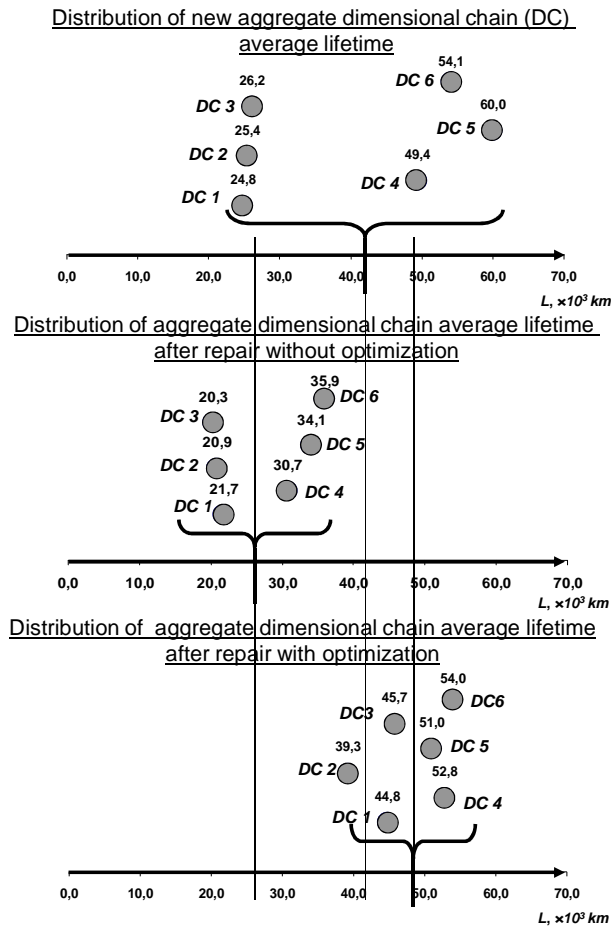 Distribution of new aggregate dimensional chain (DC)
average lifetime
54,1
DC 6
26,2
DC 3
60,0
DC 5
25,4
DC 2
49,4
DC 4
24,8
DC 1
0,0 10,0 20,0 30,0 40,0 50,0 60,0 70,0
L, ×10³ km
Distribution of aggregate dimensional chain average lifetime
after repair without optimization
35,9
DC 6
20,3
DC 3
34,1
DC 5
20,9
DC 2
30,7
DC 4
21,7
DC 1
0,0 10,0 20,0 30,0 40,0 50,0 60,0 70,0
L, ×10³ km
Distribution of aggregate dimensional chain average lifetime
after repair with optimization
54,0
DC6
45,7
DC3
51,0
DC 5
39,3
DC 2
52,8
DC 4
44,8
DC 1
0,0 10,0 20,0 30,0 40,0 50,0 60,0 70,0
L, ×10³ km